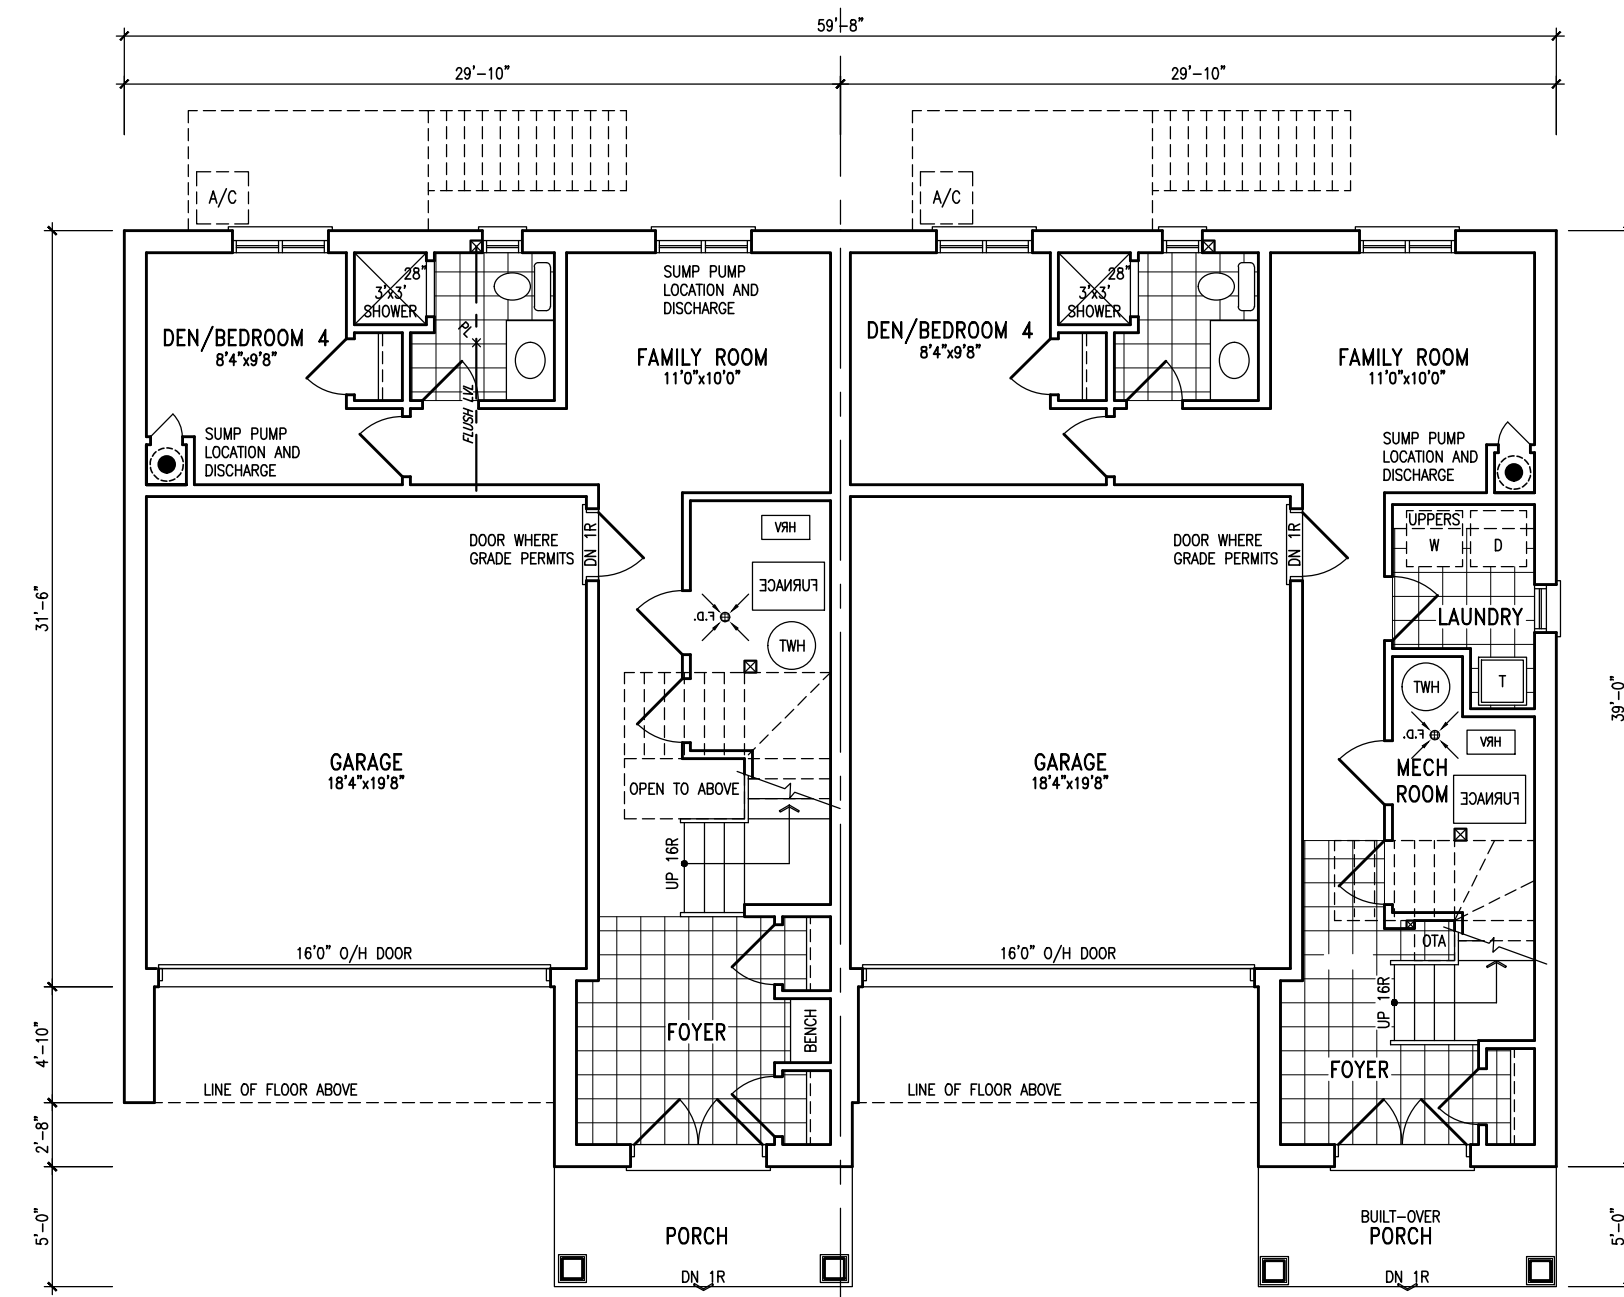 59'-8"
29'-10"
29'-10"
A/C
A/C
28"
3'x3'
SHOWER
PL
FLUSH LVL
SUMP PUMP
LOCATION AND
DISCHARGE
DEN/BEDROOM 4
8'4"x9'8"
FAMILY ROOM
11'0"x10'0"
28"
3'x3'
SHOWER
DEN/BEDROOM 4
8'4"x9'8"
FAMILY ROOM
11'0"x10'0"
SUMP PUMP
LOCATION AND
DISCHARGE
SUMP PUMP
LOCATION AND
DISCHARGE
DOOR WHERE
GRADE PERMITS
DN 1R
HRV
FURNACE
F.D.
TWH
DOOR WHERE
GRADE PERMITS
DN 1R
UPPERS
W
D
LAUNDRY
T
TWH
F.D.
HRV
MECH
ROOM
FURNACE
31'-6"
39'-0"
GARAGE
18'4"x19'8"
OPEN TO ABOVE
UP 16R
GARAGE
18'4"x19'8"
OTA
UP 16R
16'0" O/H DOOR
16'0" O/H DOOR
FOYER
BENCH
FOYER
4'-10"
LINE OF FLOOR ABOVE
LINE OF FLOOR ABOVE
2'-8"
5'-0"
PORCH
DN 1R
BUILT-OVER
PORCH
DN 1R
5'-0"